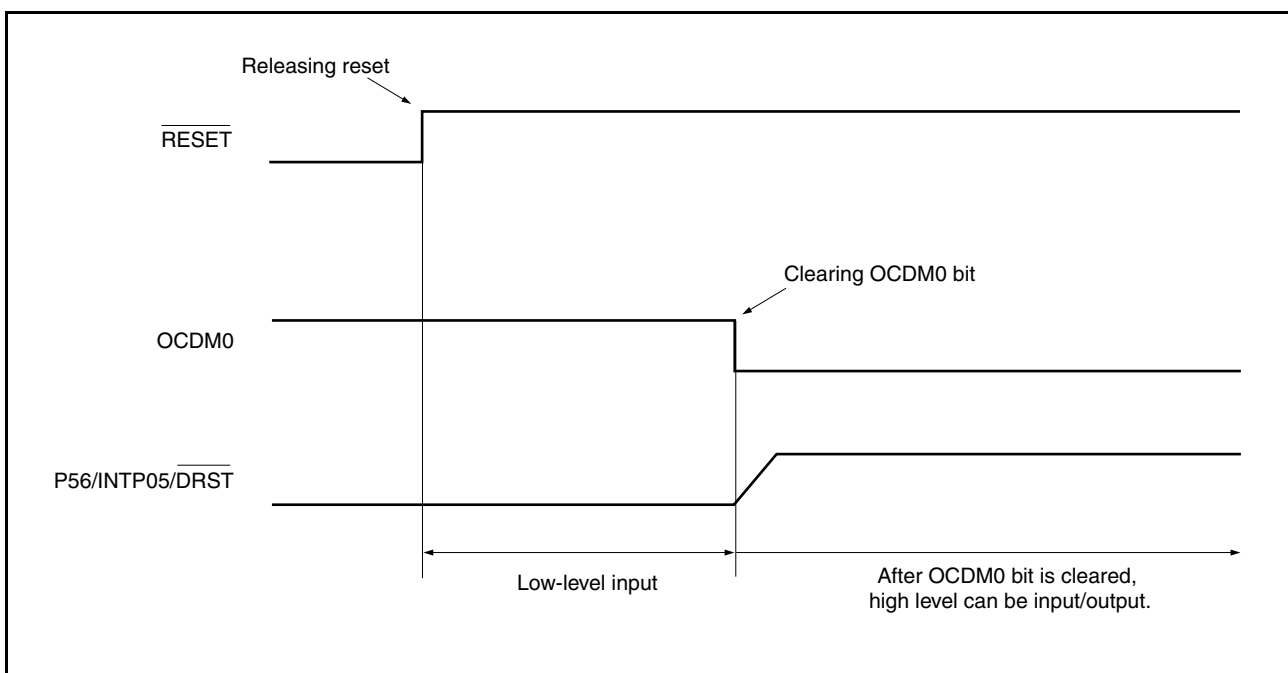 Releasing reset
RESET
Clearing OCDM0 bit
OCDM0
P56/INTP05/DRST
Low-level input
After OCDM0 bit is cleared,
high level can be input/output.